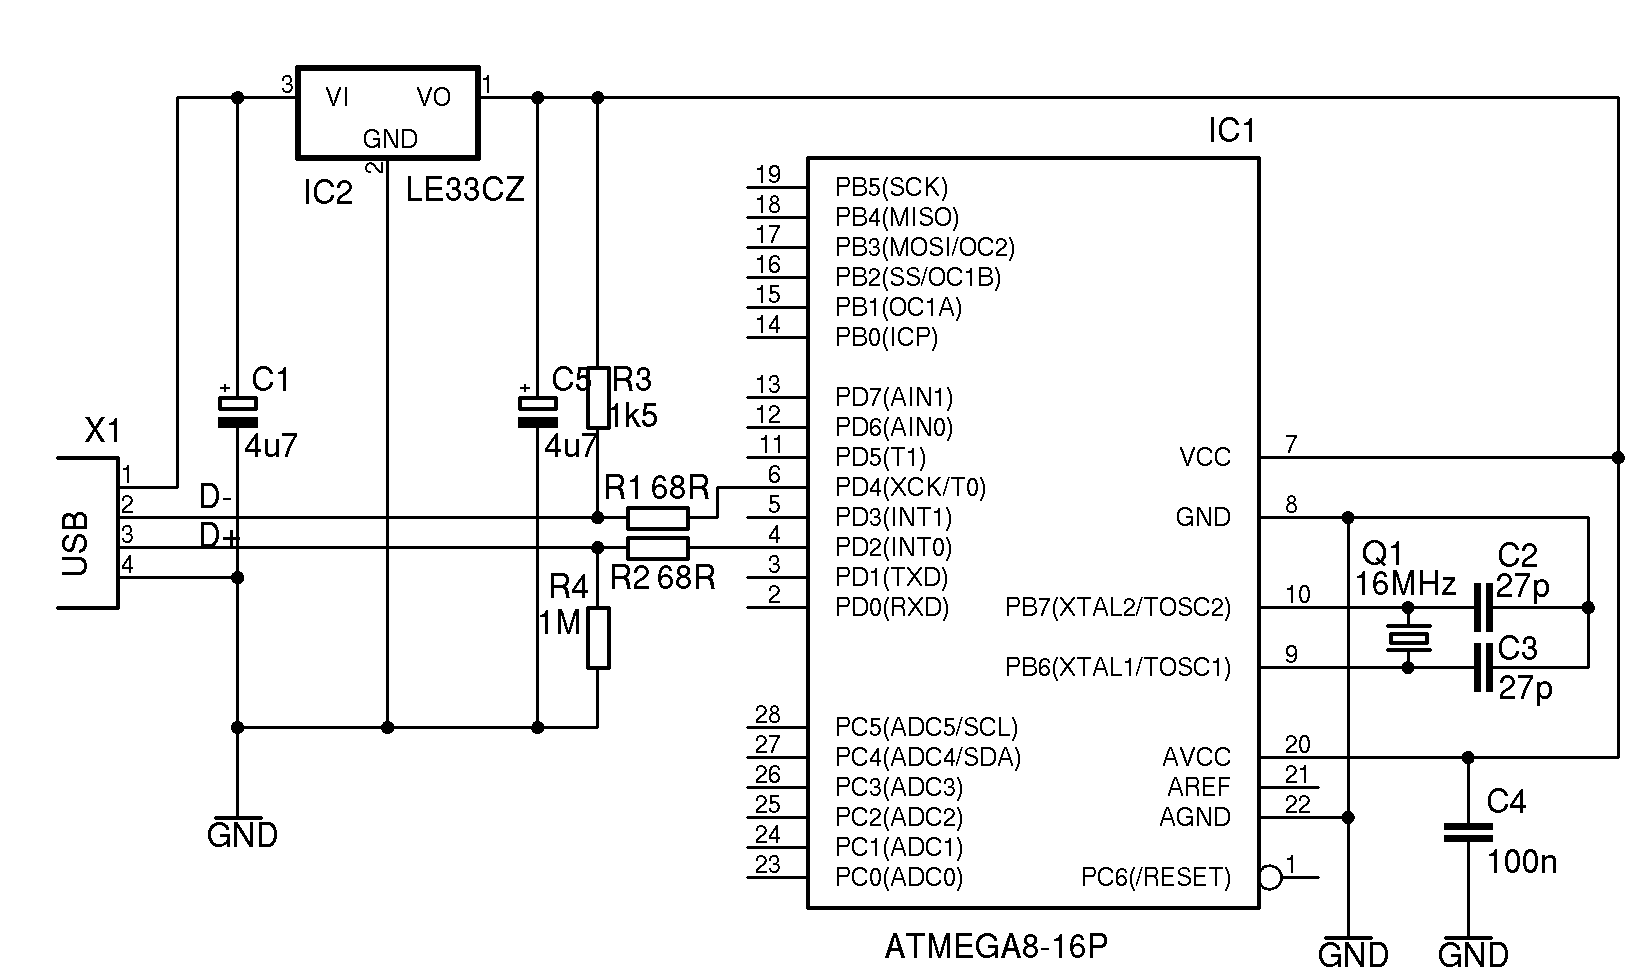 3 VI VO 1
GND
2
IC2 LE33CZ
IC1
19 PB5(SCK)
18 PB4(MISO)
17 PB3(MOSI/OC2)
16 PB2(SS/OC1B)
15 PB1(OC1A)
14 PB0(ICP)
+ C1
4u7
+ C5
4u7
R3
1k5
13 PD7(AIN1)
12 PD6(AIN0)
11 PD5(T1)
6 PD4(XCK/T0)
5 PD3(INT1)
4 PD2(INT0)
3 PD1(TXD)
2 PD0(RXD)
X1
USB
1
2 D-
3 D+
4
R1 68R
R2 68R
R4
1M
VCC 7
GND 8
PB7(XTAL2/TOSC2) 10
PB6(XTAL1/TOSC1) 9
Q1
16MHz
C2
27p
C3
27p
28 PC5(ADC5/SCL)
27 PC4(ADC4/SDA)
26 PC3(ADC3)
25 PC2(ADC2)
24 PC1(ADC1)
23 PC0(ADC0)
AVCC 20
AREF 21
AGND 22
PC6(/RESET) 1
C4
100n
GND
ATMEGA8-16P
GND
GND